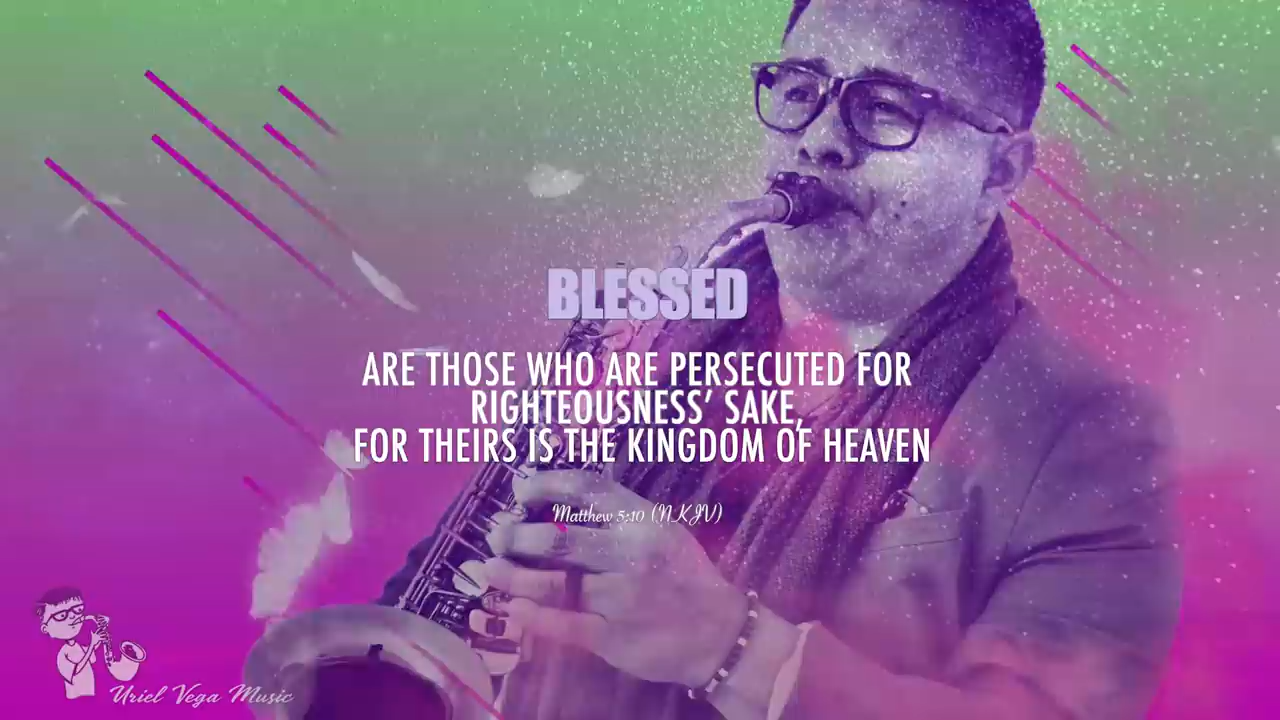 BLESSED
ARE THOSE WHO ARE PERSECUTED FOR
RIGHTEOUSNESS’ SAKE,
FOR THEIRS IS THE KINGDOM OF HEAVEN
Matthew 5:10 (NKJV)
Uriel Vega Music